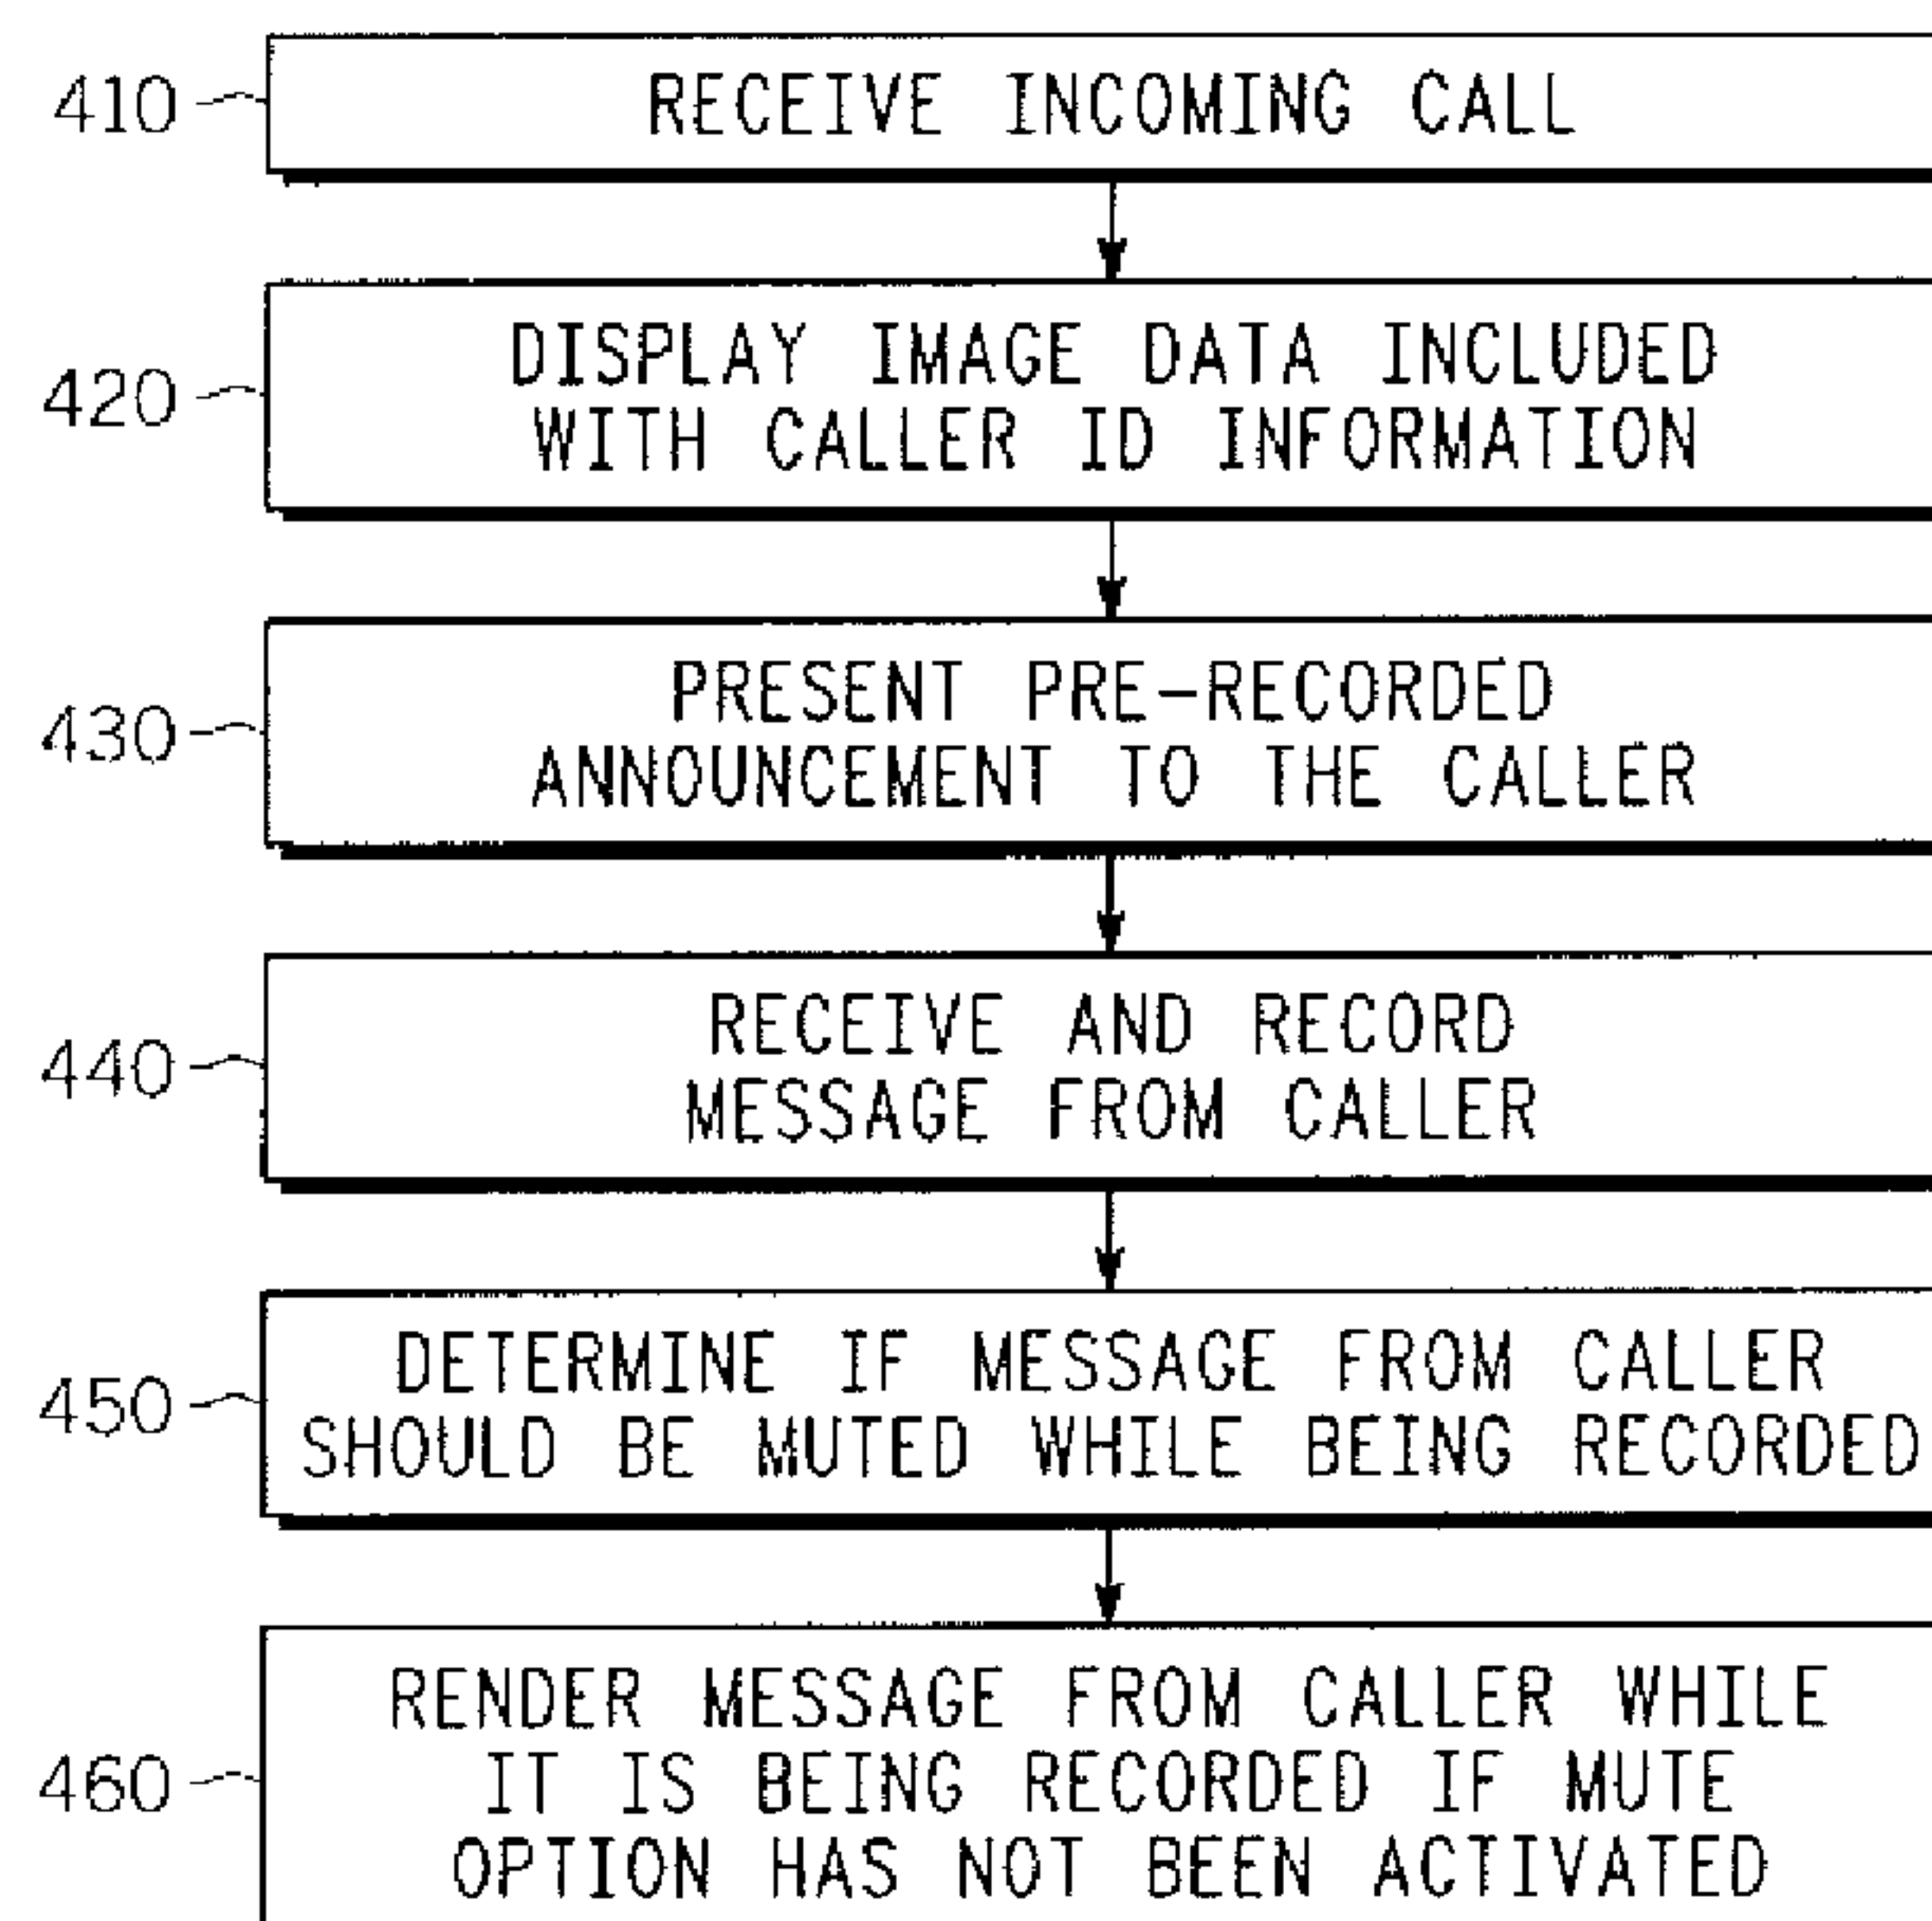 410
RECEIVE INCOMING CALL
420
DISPLAY IMAGE DATA INCLUDED
WITH CALLER ID INFORMATION
430
PRESENT PRE-RECORDED
ANNOUNCEMENT TO THE CALLER
440
RECEIVE AND RECORD
MESSAGE FROM CALLER
450
DETERMINE IF MESSAGE FROM CALLER
SHOULD BE MUTED WHILE BEING RECORDED
460
RENDER MESSAGE FROM CALLER WHILE
IT IS BEING RECORDED IF MUTE
OPTION HAS NOT BEEN ACTIVATED